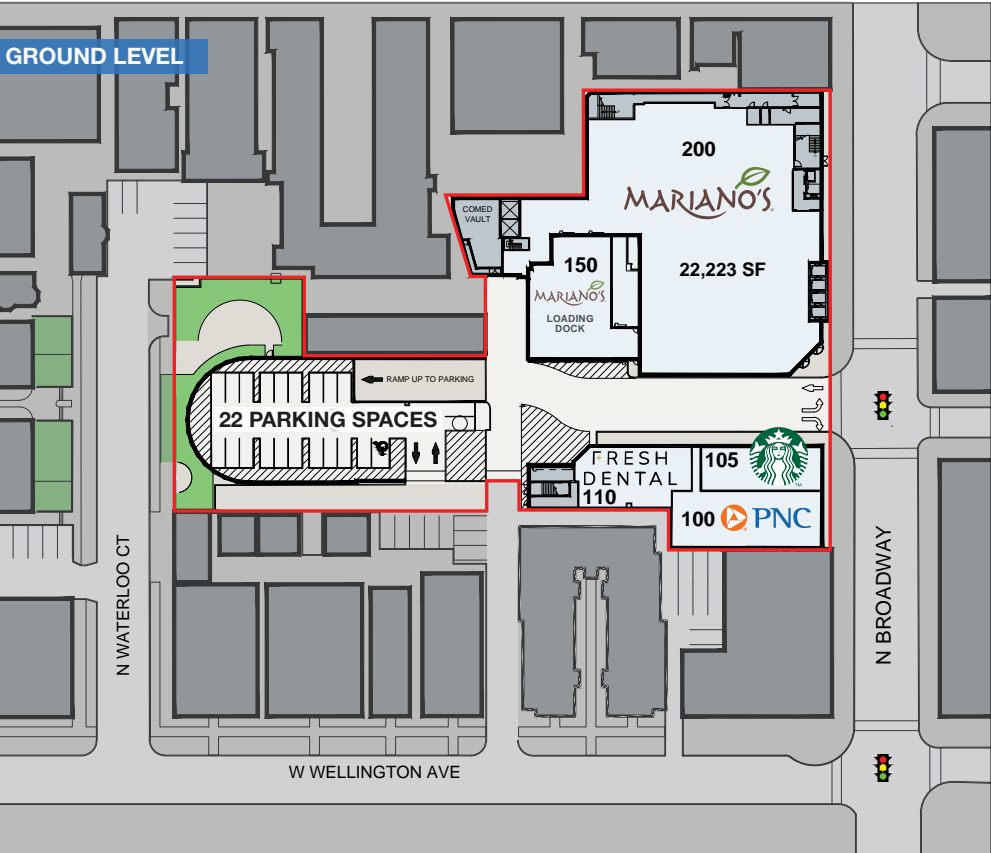 GROUND LEVEL
200
MARIANO'S
COMED
VAULT
150
22,223 SF
MARIANO'S
LOADING
DOCK
RAMP UP TO PARKING
22 PARKING SPACES
FRESH
DENTAL
110
105
TM
100 PNC
N WATERLOO CT
N BROADWAY
W WELLINGTON AVE